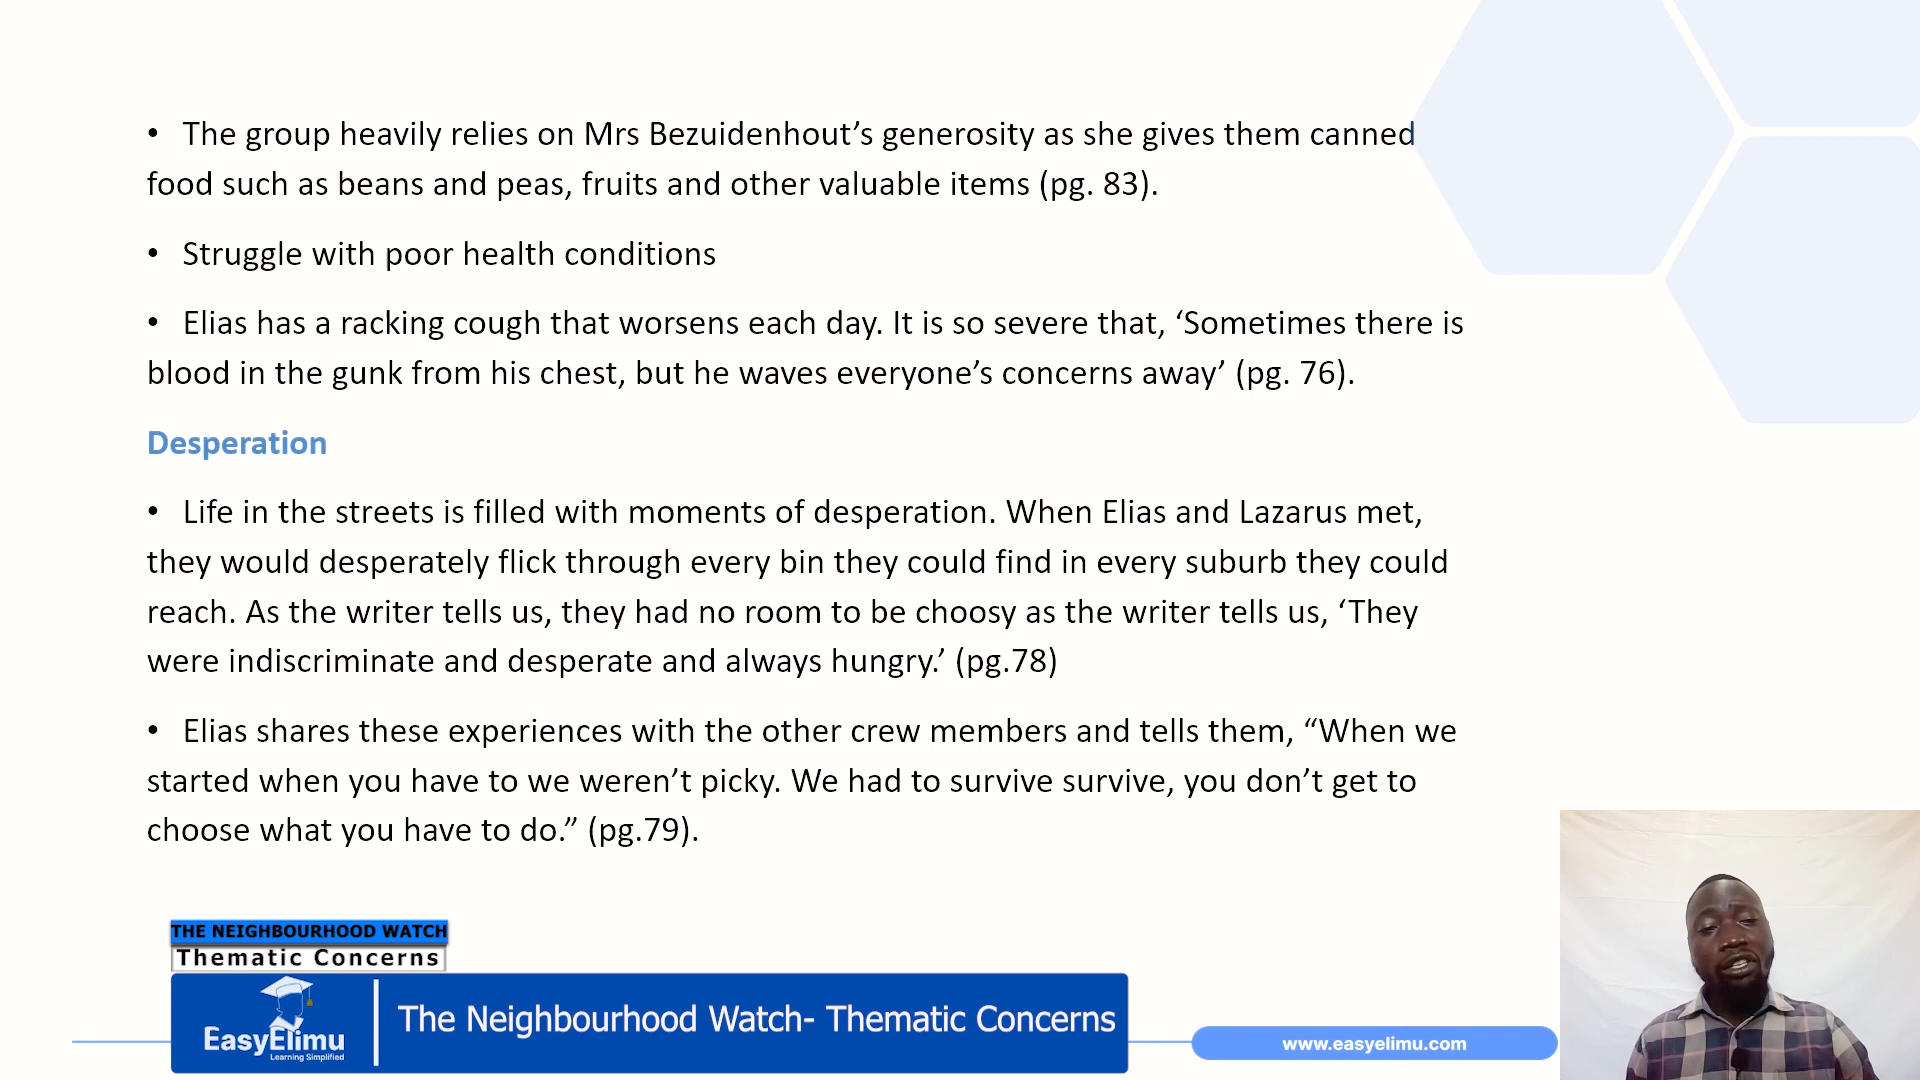 • The group heavily relies on Mrs Bezuidenhout’s generosity as she gives them canned
food such as beans and peas, fruits and other valuable items (pg. 83).
• Struggle with poor health conditions
• Elias has a racking cough that worsens each day. It is so severe that, ‘Sometimes there is
blood in the gunk from his chest, but he waves everyone’s concerns away’ (pg. 76).
Desperation
• Life in the streets is filled with moments of desperation. When Elias and Lazarus met,
they would desperately flick through every bin they could find in every suburb they could
reach. As the writer tells us, they had no room to be choosy as the writer tells us, ‘They
were indiscriminate and desperate and always hungry.’ (pg.78)
• Elias shares these experiences with the other crew members and tells them, “When we
started when you have to we weren’t picky. We had to survive survive, you don’t get to
choose what you have to do.” (pg.79).
THE NEIGHBOURHOOD WATCH
Thematic Concerns
EasyElimu
Learning Simplified
The Neighbourhood Watch- Thematic Concerns
www.easyelimu.com